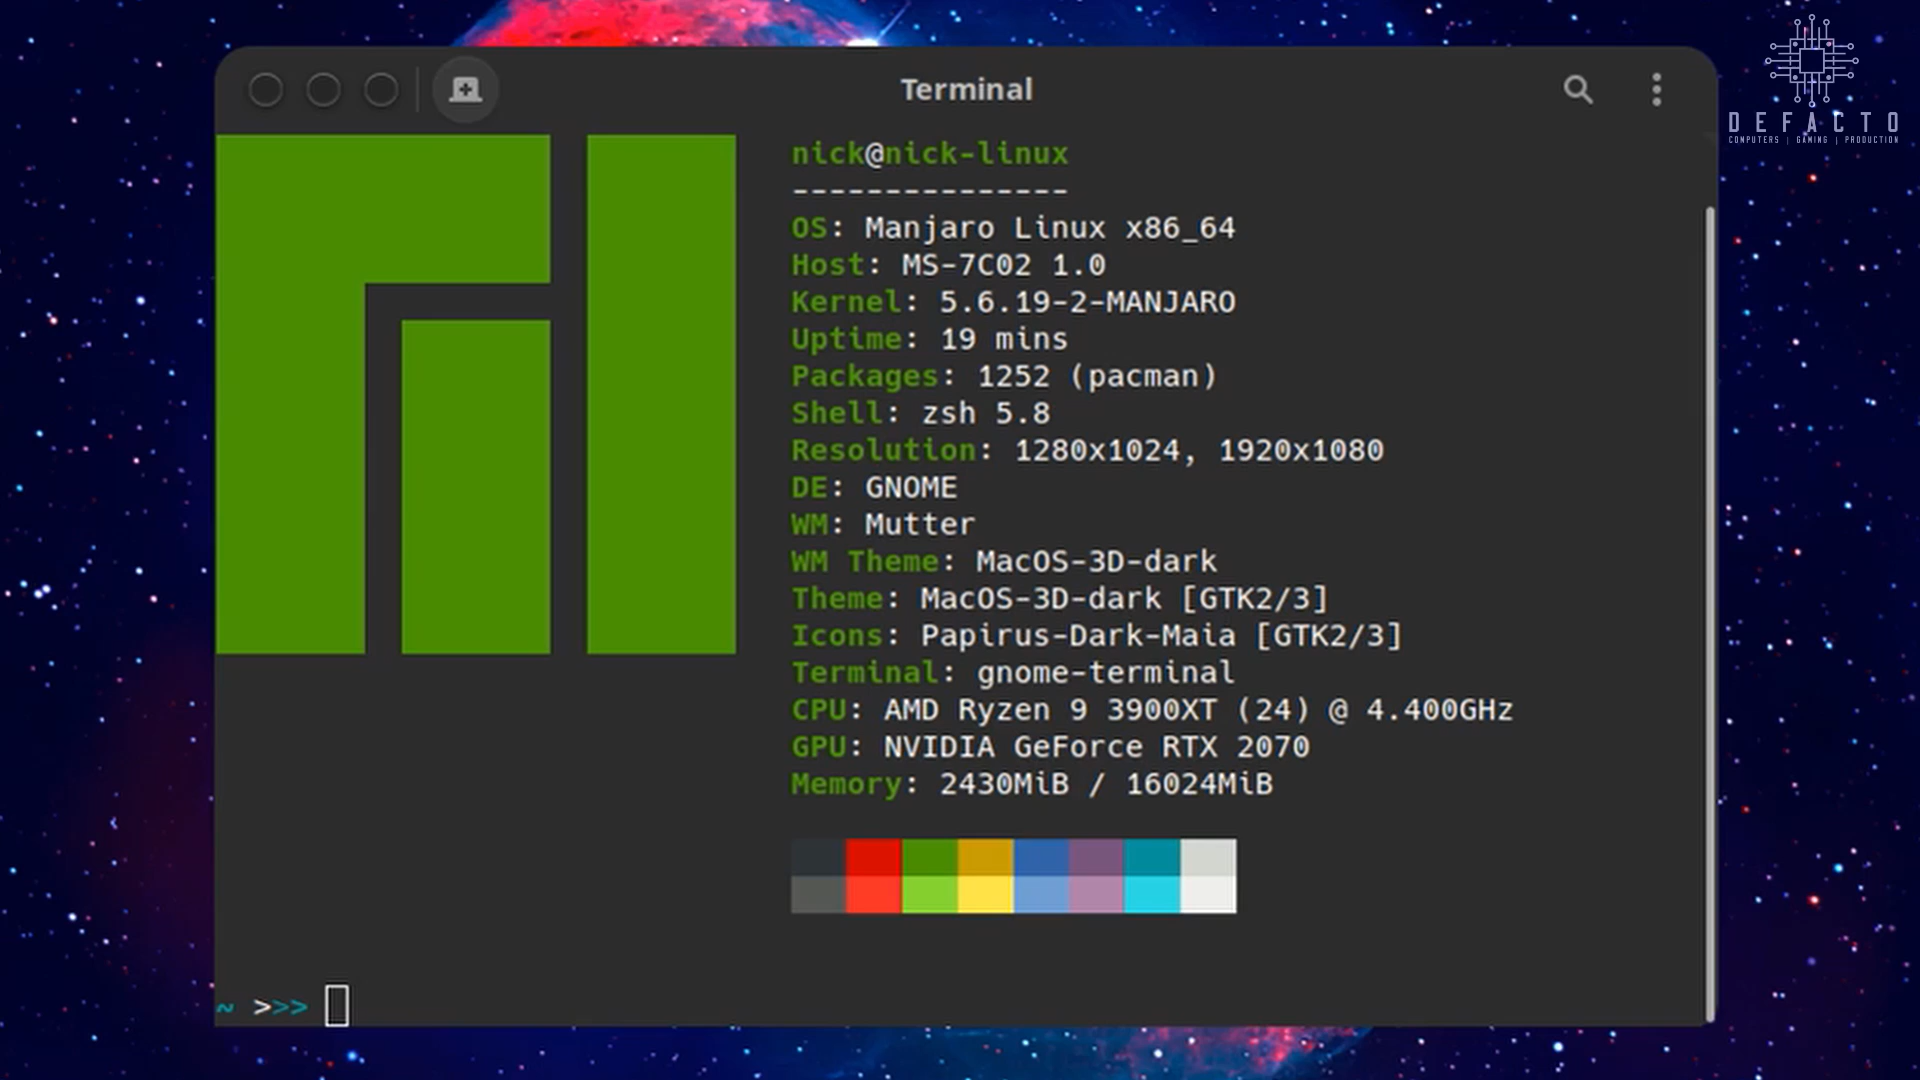 Terminal
DEFACTO
COMPUTERS | GAMING | PRODUCTION
nick@nick-linux
---------------
OS: Manjaro Linux x86_64
Host: MS-7C02 1.0
Kernel: 5.6.19-2-MANJARO
Uptime: 19 mins
Packages: 1252 (pacman)
Shell: zsh 5.8
Resolution: 1280x1024, 1920x1080
DE: GNOME
WM: Mutter
WM Theme: MacOS-3D-dark
Theme: MacOS-3D-dark [GTK2/3]
Icons: Papirus-Dark-Maia [GTK2/3]
Terminal: gnome-terminal
CPU: AMD Ryzen 9 3900XT (24) @ 4.400GHz
GPU: NVIDIA GeForce RTX 2070
Memory: 2430MiB / 16024MiB
~ >>>